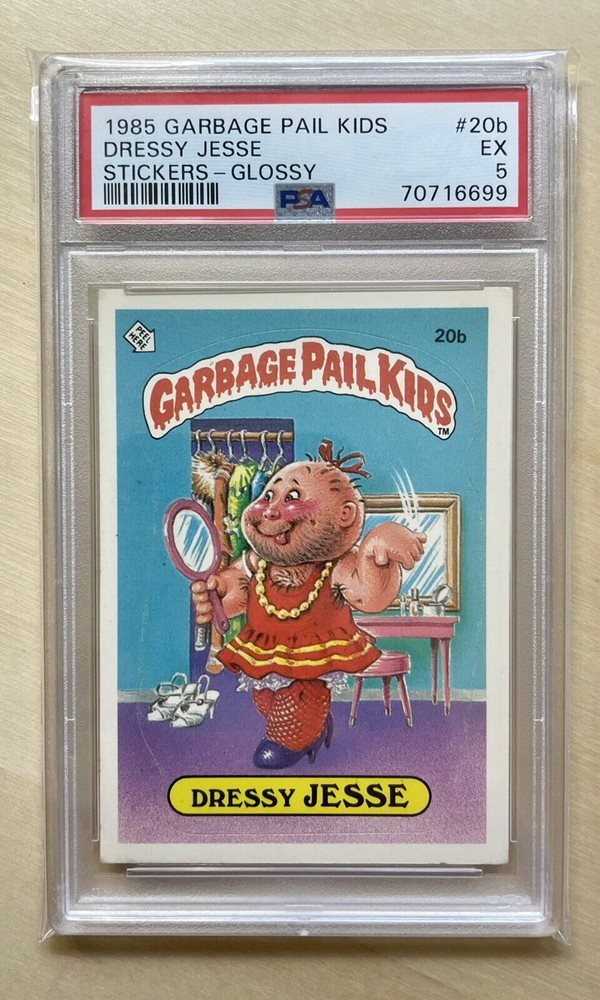 1985 GARBAGE PAIL KIDS #20b
DRESSY JESSE EX
STICKERS – GLOSSY 5
PSA 70716699
PEEL
HERE
20b
GARBAGE PAIL KIDS
TM
DRESSY JESSE